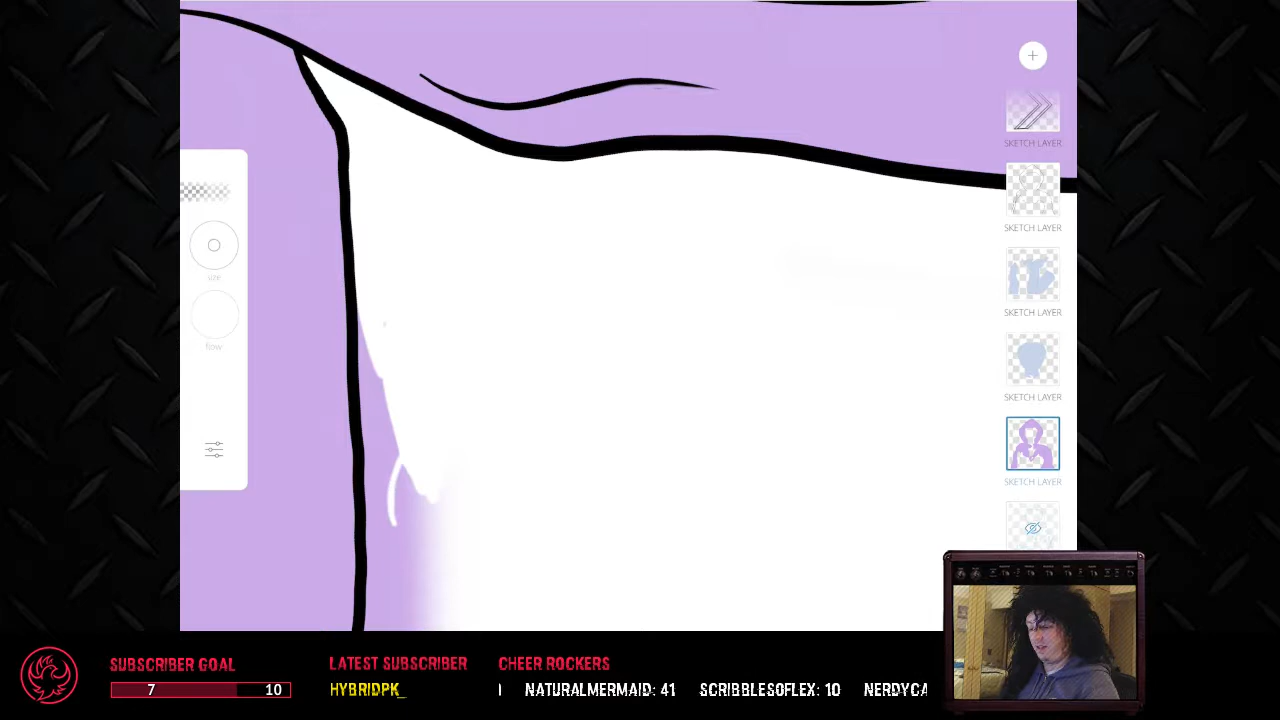 SKETCH LAYER
SKETCH LAYER
SKETCH LAYER
SKETCH LAYER
SKETCH LAYER
size
flow
SUBSCRIBER GOAL
7 10
LATEST SUBSCRIBER
HYBRIDPK_
CHEER ROCKERS
NATURALMERMAID: 41 SCRIBBLESOFLEX: 10 NERDYCA